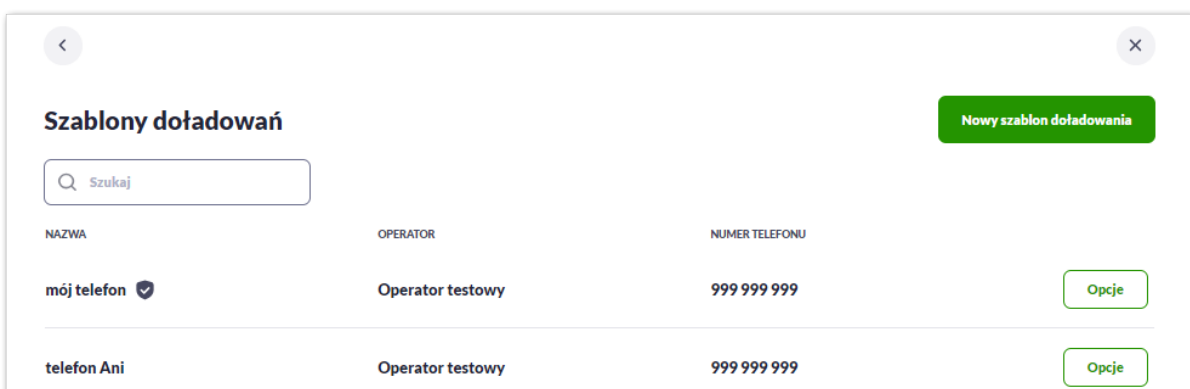 Szablony doładowań
Nowy szablon doładowania
Szukaj
NAZWA OPERATOR NUMER TELEFONU
mój telefon Operator testowy 999 999 999 Opcje
telefon Ani Operator testowy 999 999 999 Opcje